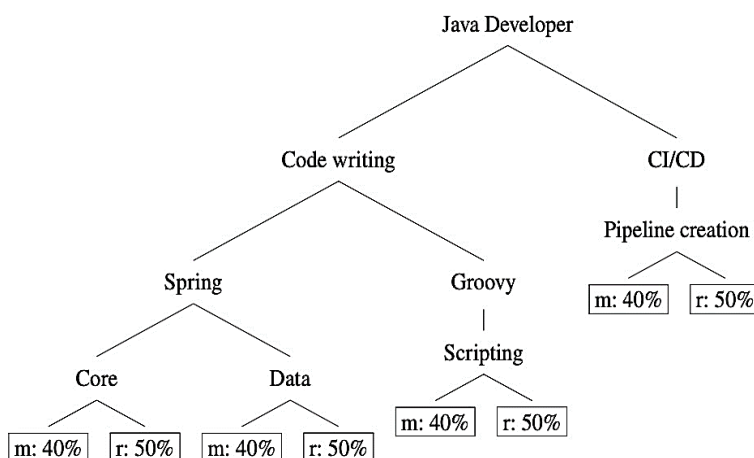 Java Developer
Code writing
CI/CD
Pipeline creation
m: 40%
r: 50%
Spring
Groovy
Scripting
m: 40%
r: 50%
Core
Data
m: 40%
r: 50%
m: 40%
r: 50%